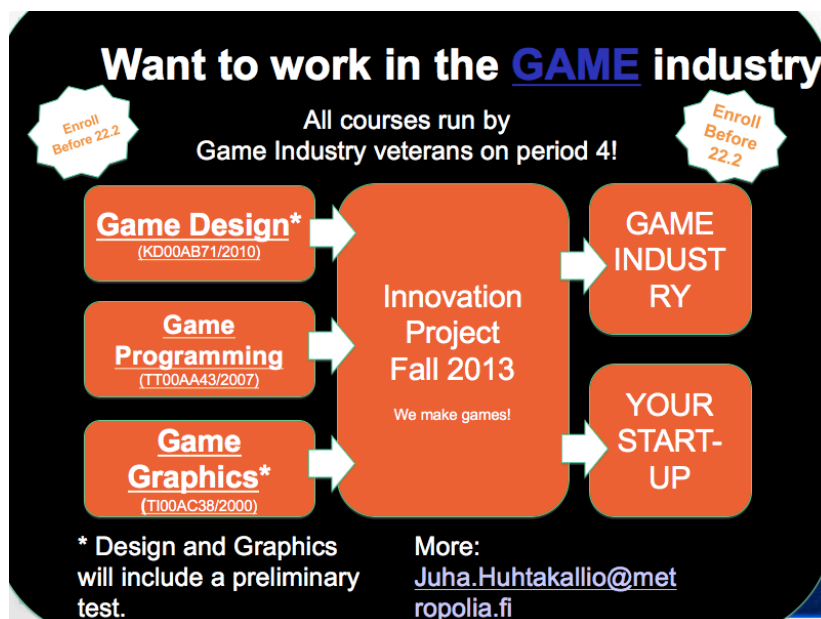 Want to work in the GAME industry
Enroll
Before 22.2
All courses run by
Game Industry veterans on period 4!
Enroll
Before
22.2
Game Design*
(KD00AB71/2010)
Game
Programming
(TT00AA43/2007)
Game
Graphics*
(TI00AC38/2000)
Innovation
Project
Fall 2013
We make games!
GAME
INDUST
RY
YOUR
START-
UP
* Design and Graphics
will include a preliminary
test.
More:
Juha.Huhtakallio@met
ropolia.fi